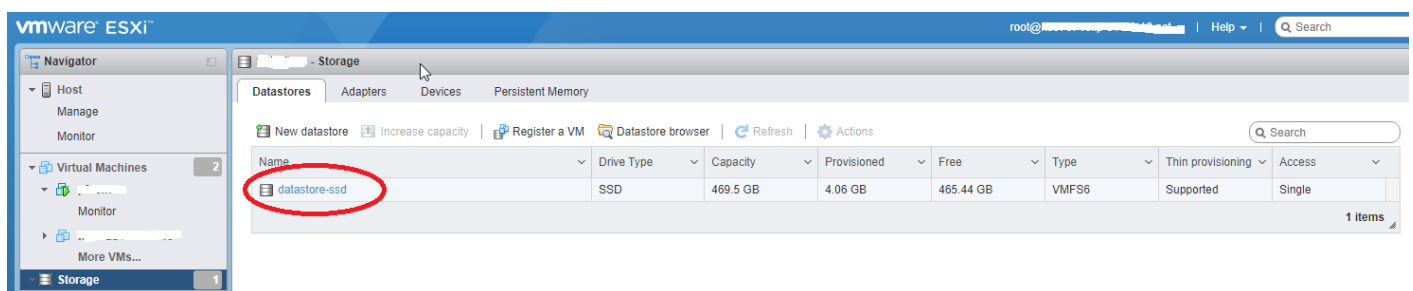 vmware ESXi™
root@
Help
Search
Navigator
- Storage
Host
Manage
Monitor
Virtual Machines 2
Monitor
More VMs...
Storage 1
Datastores Adapters Devices Persistent Memory
New datastore Increase capacity Register a VM Datastore browser Refresh Actions
Search
Name Drive Type Capacity Provisioned Free Type Thin provisioning Access
datastore-ssd SSD 469.5 GB 4.06 GB 465.44 GB VMFS6 Supported Single
1 items